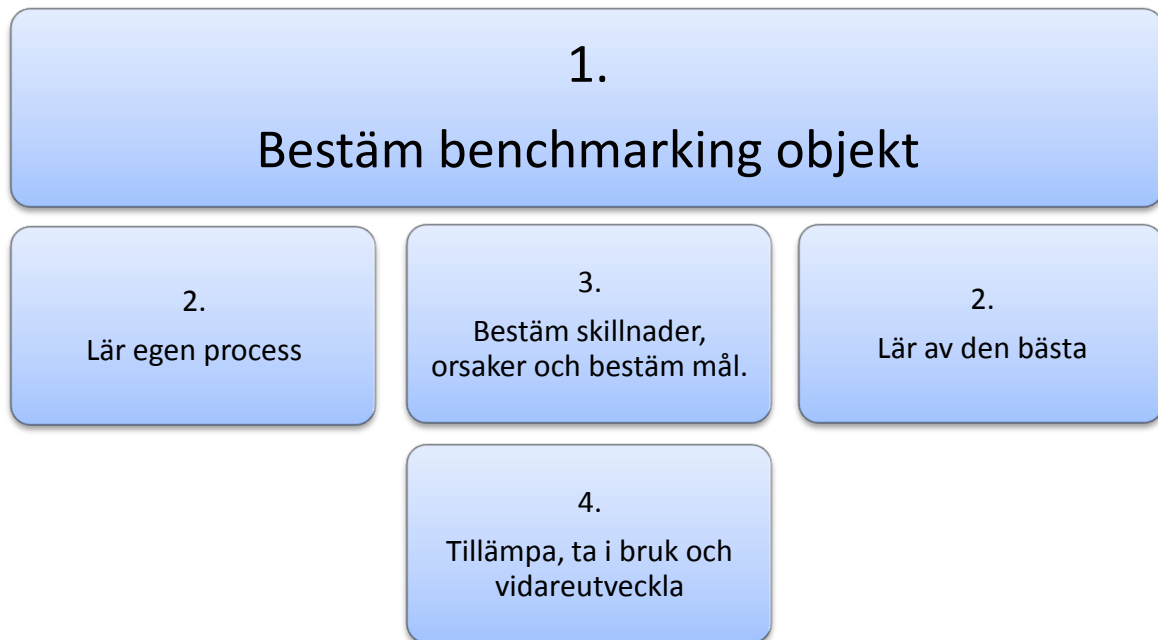 1.
Bestäm benchmarking objekt
2.
Lär egen process
3.
Bestäm skillnader,
orsaker och bestäm mål.
2.
Lär av den bästa
4.
Tillämpa, ta i bruk och
vidareutveckla